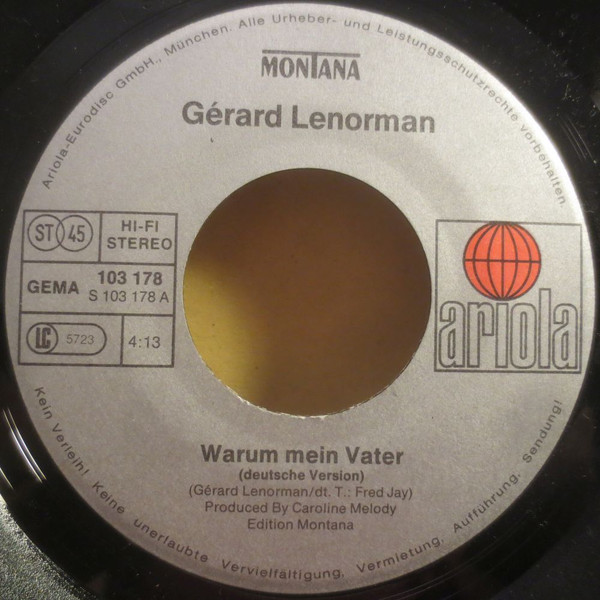 Ariola-Eurodisc GmbH., München. Alle Urheber- und Leistungsschutzrechte vorbehalten.
MONTANA
Gérard Lenorman
ST 45
HI-FI
STEREO
GEMA
103 178
S 103 178 A
LC 5723
4:13
ariola
Warum mein Vater
(deutsche Version)
(Gérard Lenorman/dt. T.: Fred Jay)
Produced By Caroline Melody
Edition Montana
Kein Verleih! Keine unerlaubte Vervielfältigung, Vermietung, Aufführung, Sendung!